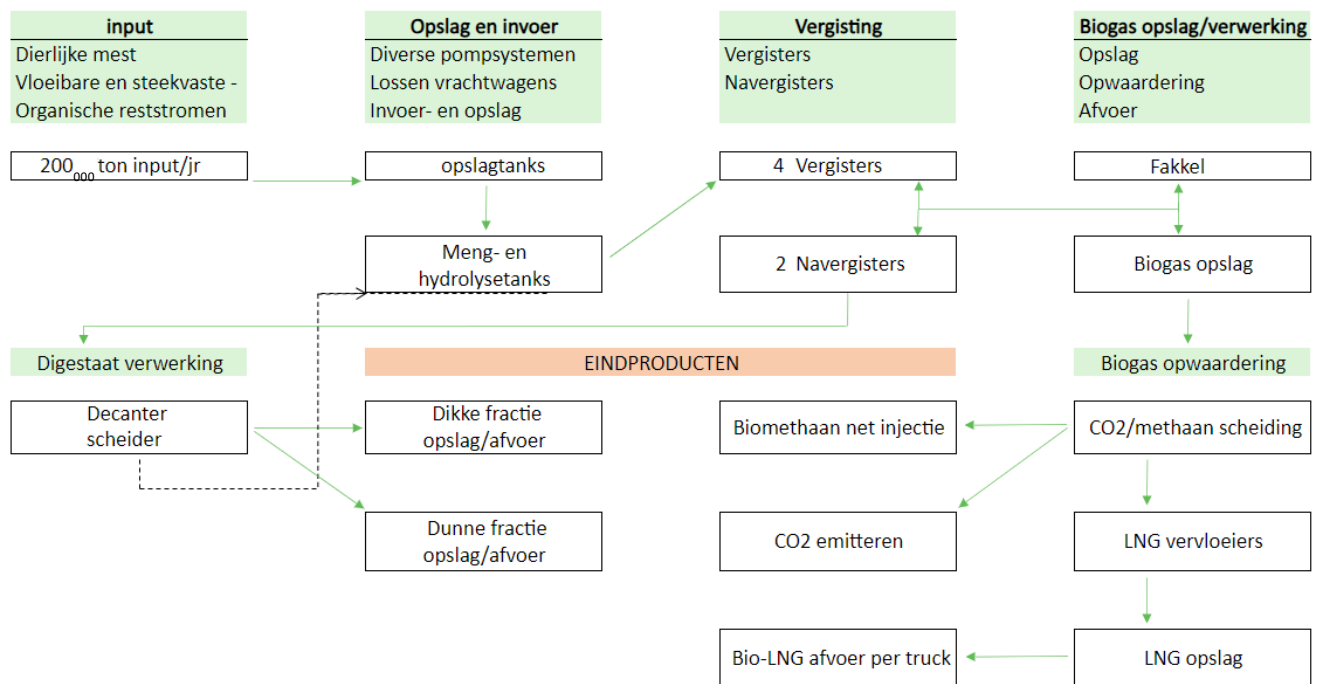 input
Dierlijke mest
Vloeibare en steekvaste -
Organische reststromen
Opslag en invoer
Diverse pompsystemen
Lossen vrachtwagens
Invoer- en opslag
Vergisting
Vergisters
Navergisters
Biogas opslag/verwerking
Opslag
Opwaardering
Afvoer
200000 ton input/jr
opslagtanks
4 Vergisters
Fakkel
Meng- en
hydrolysetanks
2 Navergisters
Biogas opslag
Digestaat verwerking
EINDPRODUCTEN
Biogas opwaardering
Decanter
scheider
Dikke fractie
opslag/afvoer
Biomethaan net injectie
CO2/methaan scheiding
Dunne fractie
opslag/afvoer
CO2 emitteren
LNG vervloeiers
Bio-LNG afvoer per truck
LNG opslag